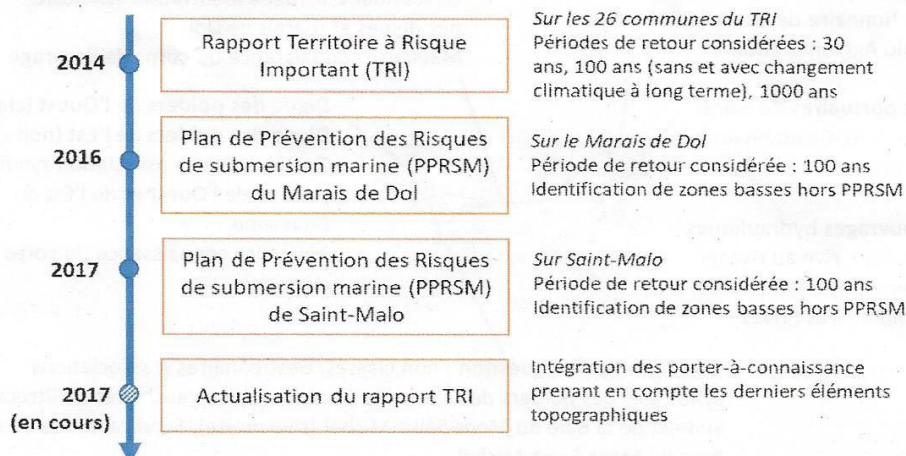 2014
Rapport Territoire à Risque
Important (TRI)
Sur les 26 communes du TRI
Périodes de retour considérées : 30
ans, 100 ans (sans et avec changement
climatique à long terme), 1000 ans
2016
Plan de Prévention des Risques
de submersion marine (PPRSM)
du Marais de Dol
Sur le Marais de Dol
Période de retour considérée : 100 ans
Identification de zones basses hors PPRSM
2017
Plan de Prévention des Risques
de submersion marine (PPRSM)
de Saint-Malo
Sur Saint-Malo
Période de retour considérée : 100 ans
Identification de zones basses hors PPRSM
2017
(en cours)
Actualisation du rapport TRI
Intégration des porter-à-connaissance
prenant en compte les derniers éléments
topographiques